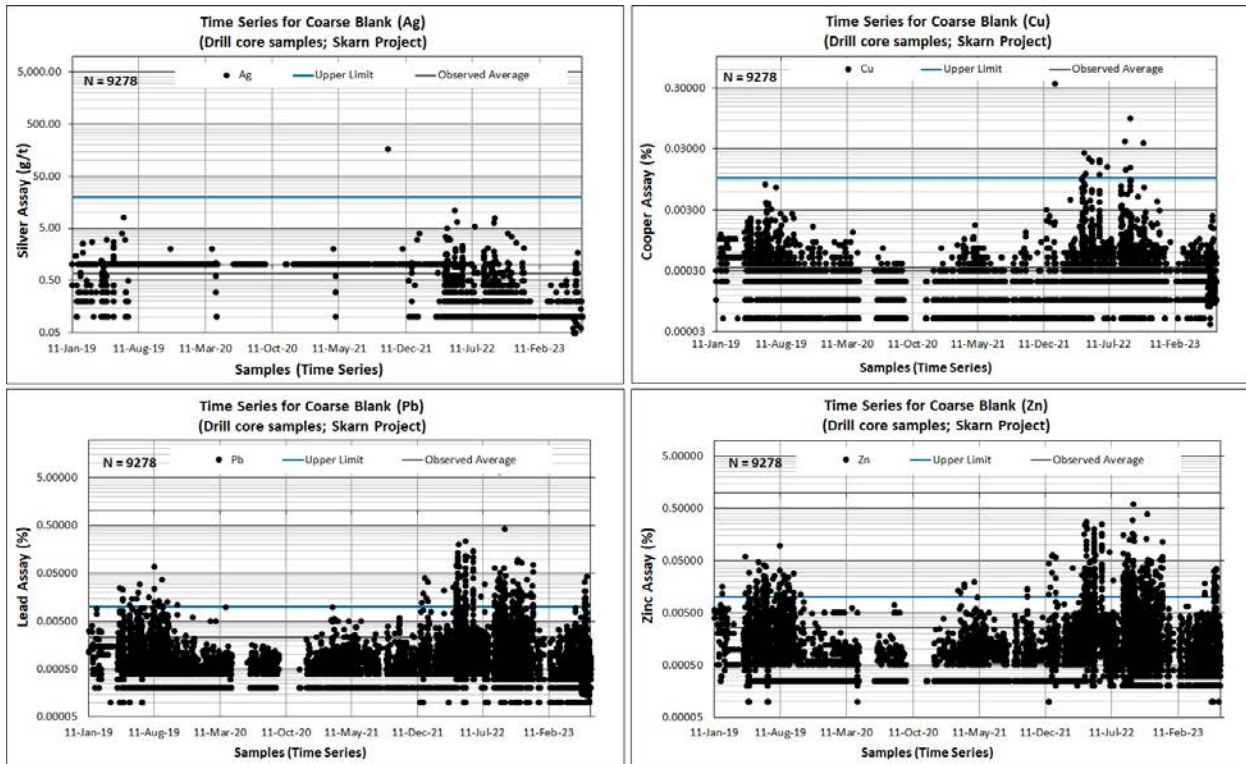 Time Series for Coarse Blank (Ag)
(Drill core samples; Skarn Project)
N = 9278
Ag
Upper Limit
Observed Average
Silver Assay (g/t)
5,000.00
500.00
50.00
5.00
0.50
0.05
11-Jan-19 11-Aug-19 11-Mar-20 11-Oct-20 11-May-21 11-Dec-21 11-Jul-22 11-Feb-23
Samples (Time Series)
Time Series for Coarse Blank (Cu)
(Drill core samples; Skarn Project)
N = 9278
Cu
Upper Limit
Observed Average
Cooper Assay (%)
0.30000
0.03000
0.00300
0.00030
0.00003
11-Jan-19 11-Aug-19 11-Mar-20 11-Oct-20 11-May-21 11-Dec-21 11-Jul-22 11-Feb-23
Samples (Time Series)
Time Series for Coarse Blank (Pb)
(Drill core samples; Skarn Project)
N = 9278
Pb
Upper Limit
Observed Average
Lead Assay (%)
5.00000
0.50000
0.05000
0.00500
0.00050
0.00005
11-Jan-19 11-Aug-19 11-Mar-20 11-Oct-20 11-May-21 11-Dec-21 11-Jul-22 11-Feb-23
Samples (Time Series)
Time Series for Coarse Blank (Zn)
(Drill core samples; Skarn Project)
N = 9278
Zn
Upper Limit
Observed Average
Zinc Assay (%)
5.00000
0.50000
0.05000
0.00500
0.00050
0.00005
11-Jan-19 11-Aug-19 11-Mar-20 11-Oct-20 11-May-21 11-Dec-21 11-Jul-22 11-Feb-23
Samples (Time Series)